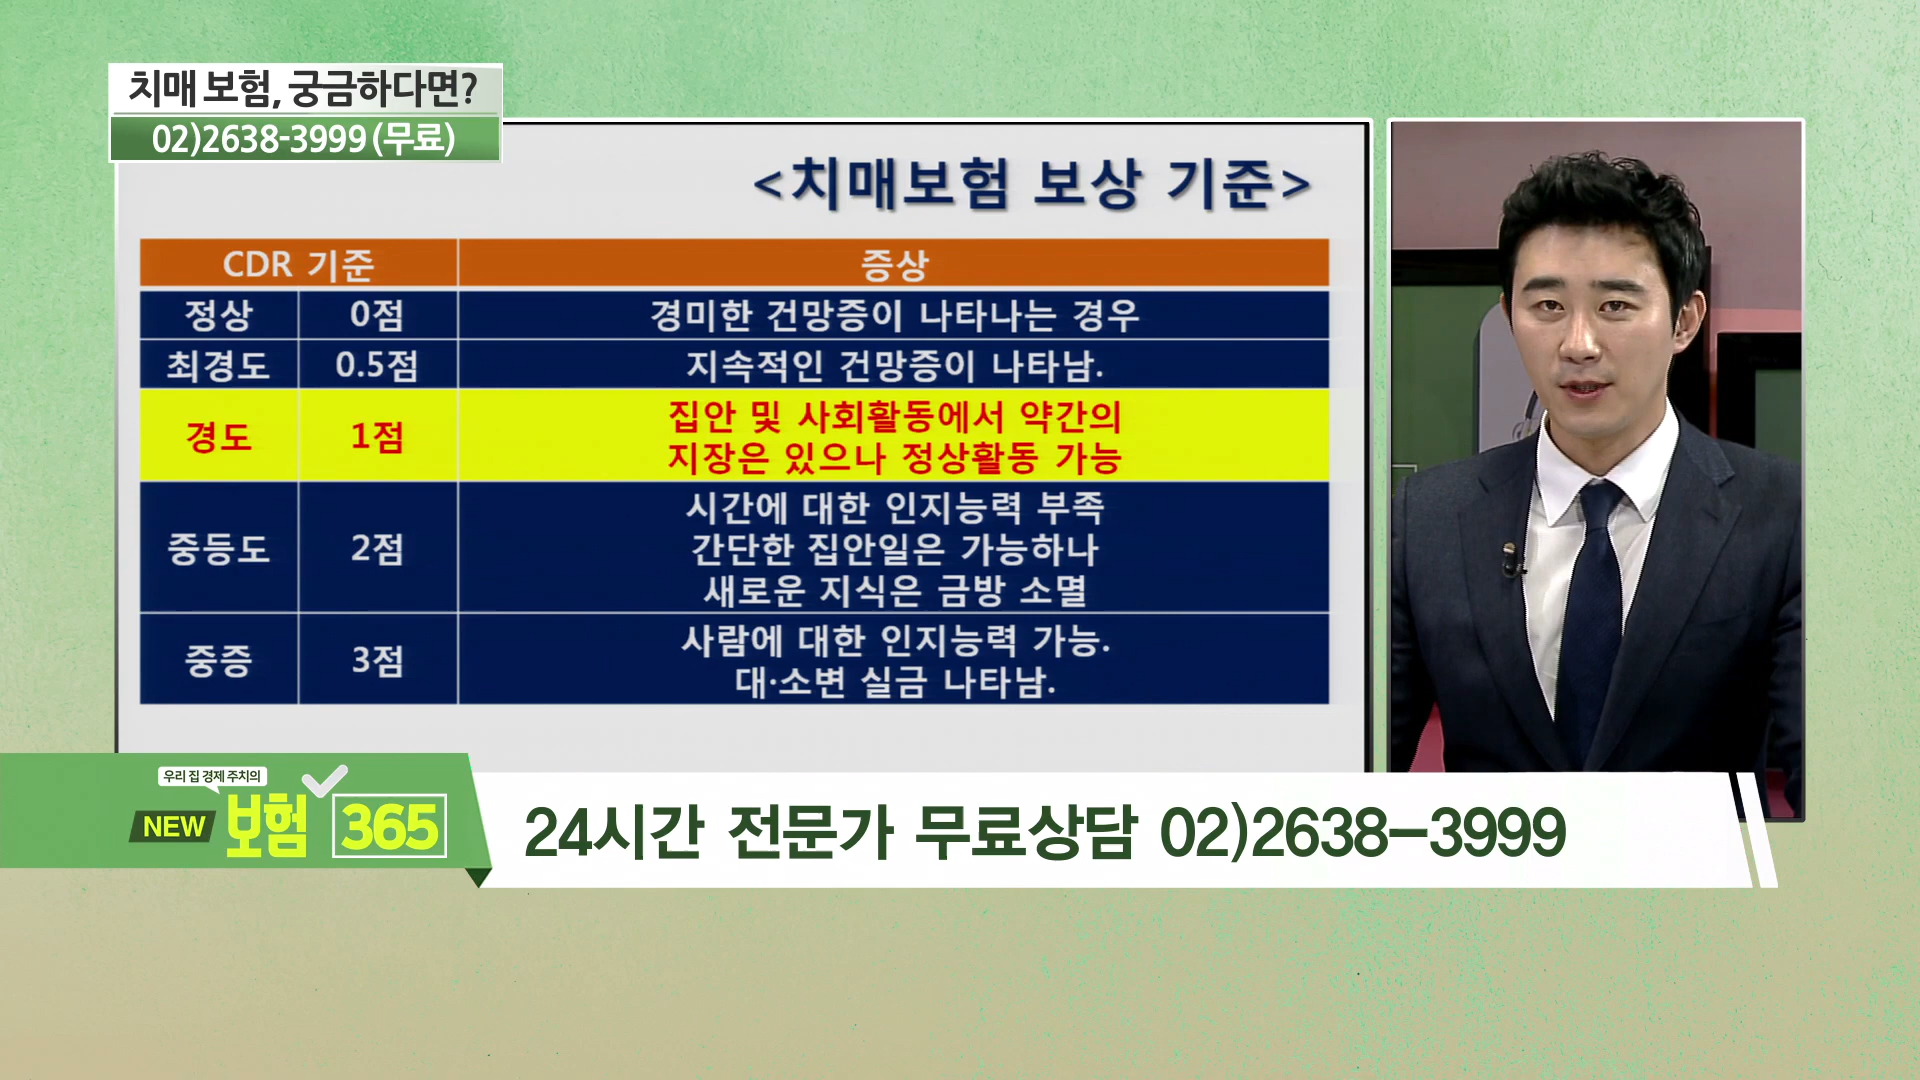 치매 보험, 궁금하다면?
02)2638-3999 (무료)
<치매보험 보상 기준>
CDR 기준 증상
정상 0점 경미한 건망증이 나타나는 경우
최경도 0.5점 지속적인 건망증이 나타남.
경도 1점 집안 및 사회활동에서 약간의
지장은 있으나 정상활동 가능
중등도 2점 시간에 대한 인지능력 부족
간단한 집안일은 가능하나
새로운 지식은 금방 소멸
중증 3점 사람에 대한 인지능력 가능.
대·소변 실금 나타남.
우리 집 경제 주치의
NEW 보험 365
24시간 전문가 무료상담 02)2638-3999